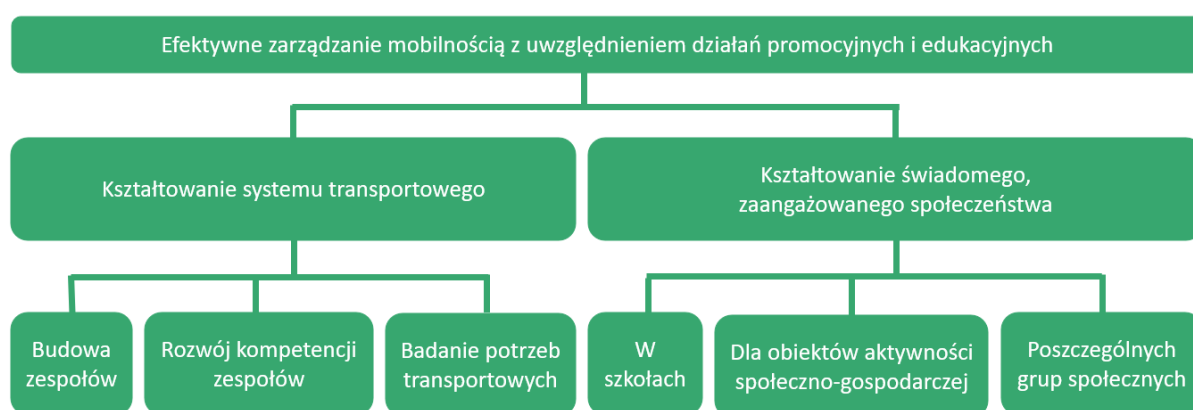 Efektywne zarządzanie mobilnością z uwzględnieniem działań promocyjnych i edukacyjnych
Kształtowanie systemu transportowego
Kształtowanie świadomego,
zaangażowanego społeczeństwa
Budowa
zespołów
Rozwój kompetencji
zespołów
Badanie potrzeb
transportowych
W
szkołach
Dla obiektów aktywności
społeczno-gospodarczej
Poszczególnych
grup społecznych